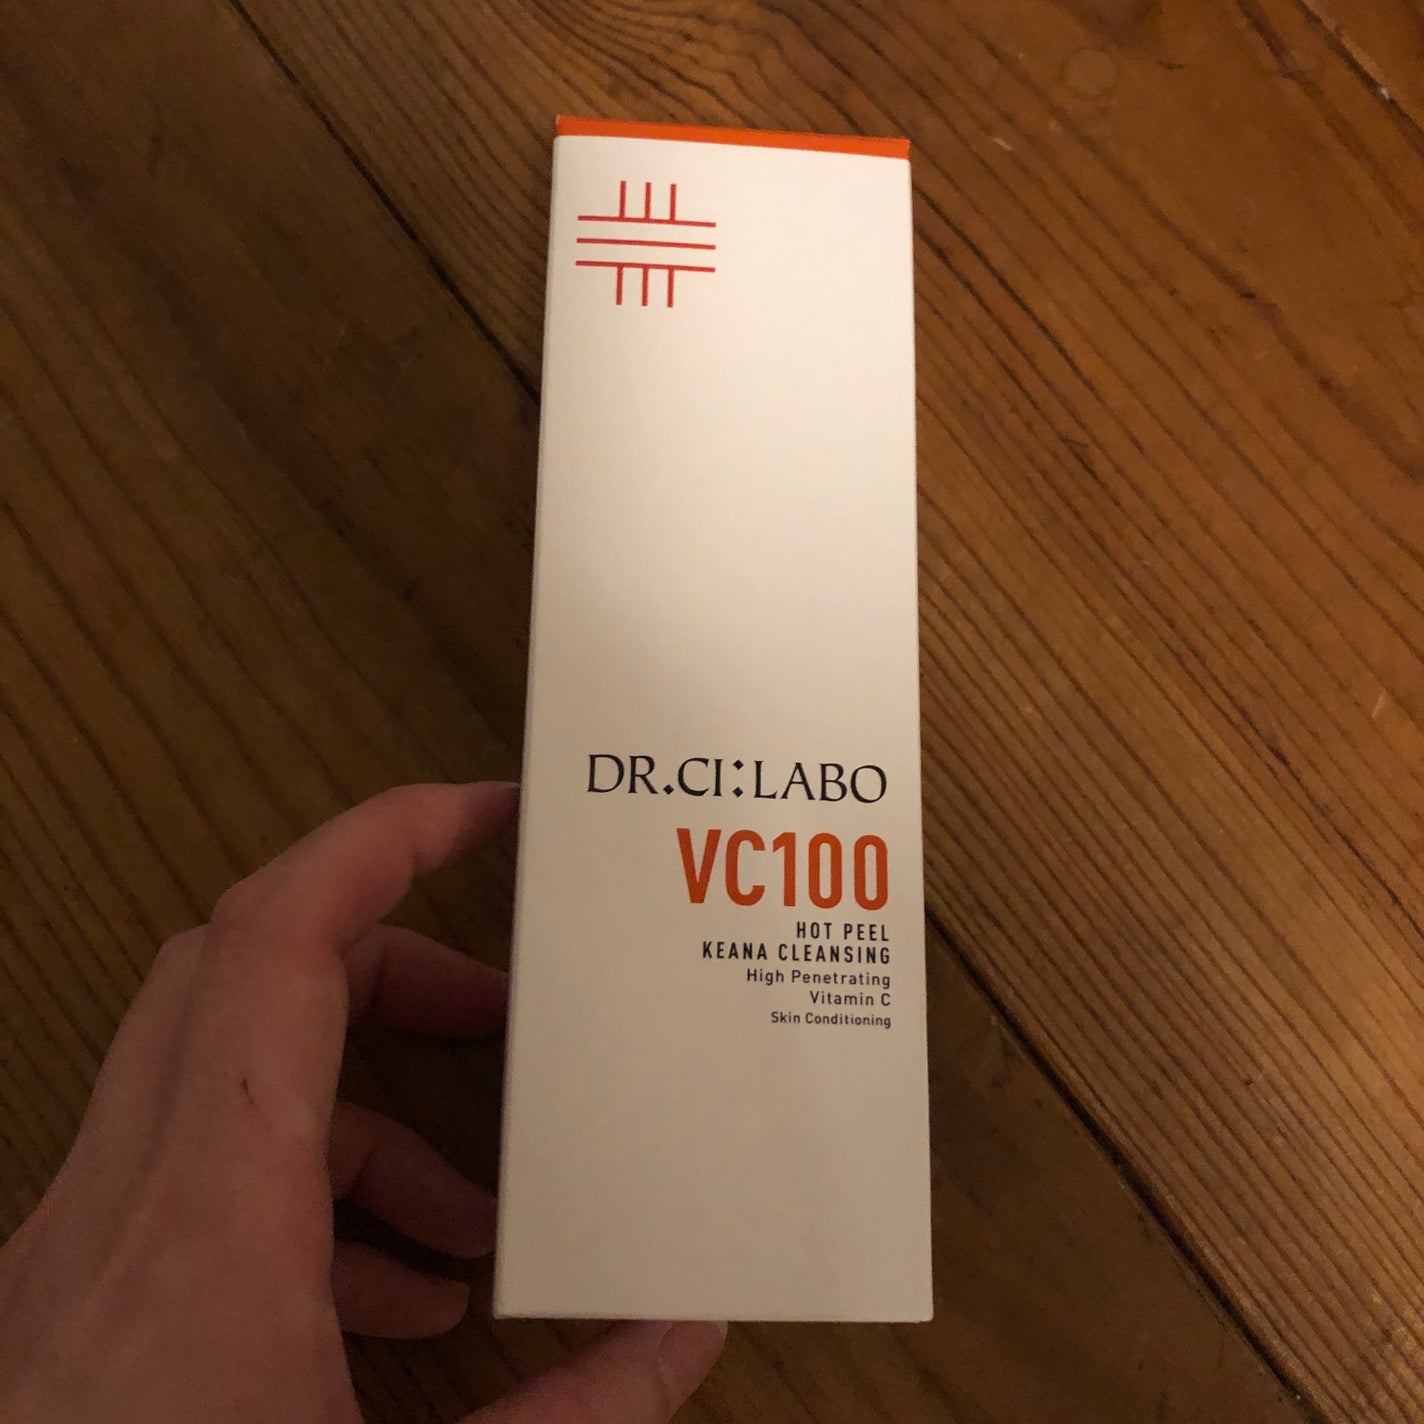 DR.CI:LABO
VC100
HOT PEEL
KEANA CLEANSING
High Penetrating
Vitamin C
Skin Conditioning